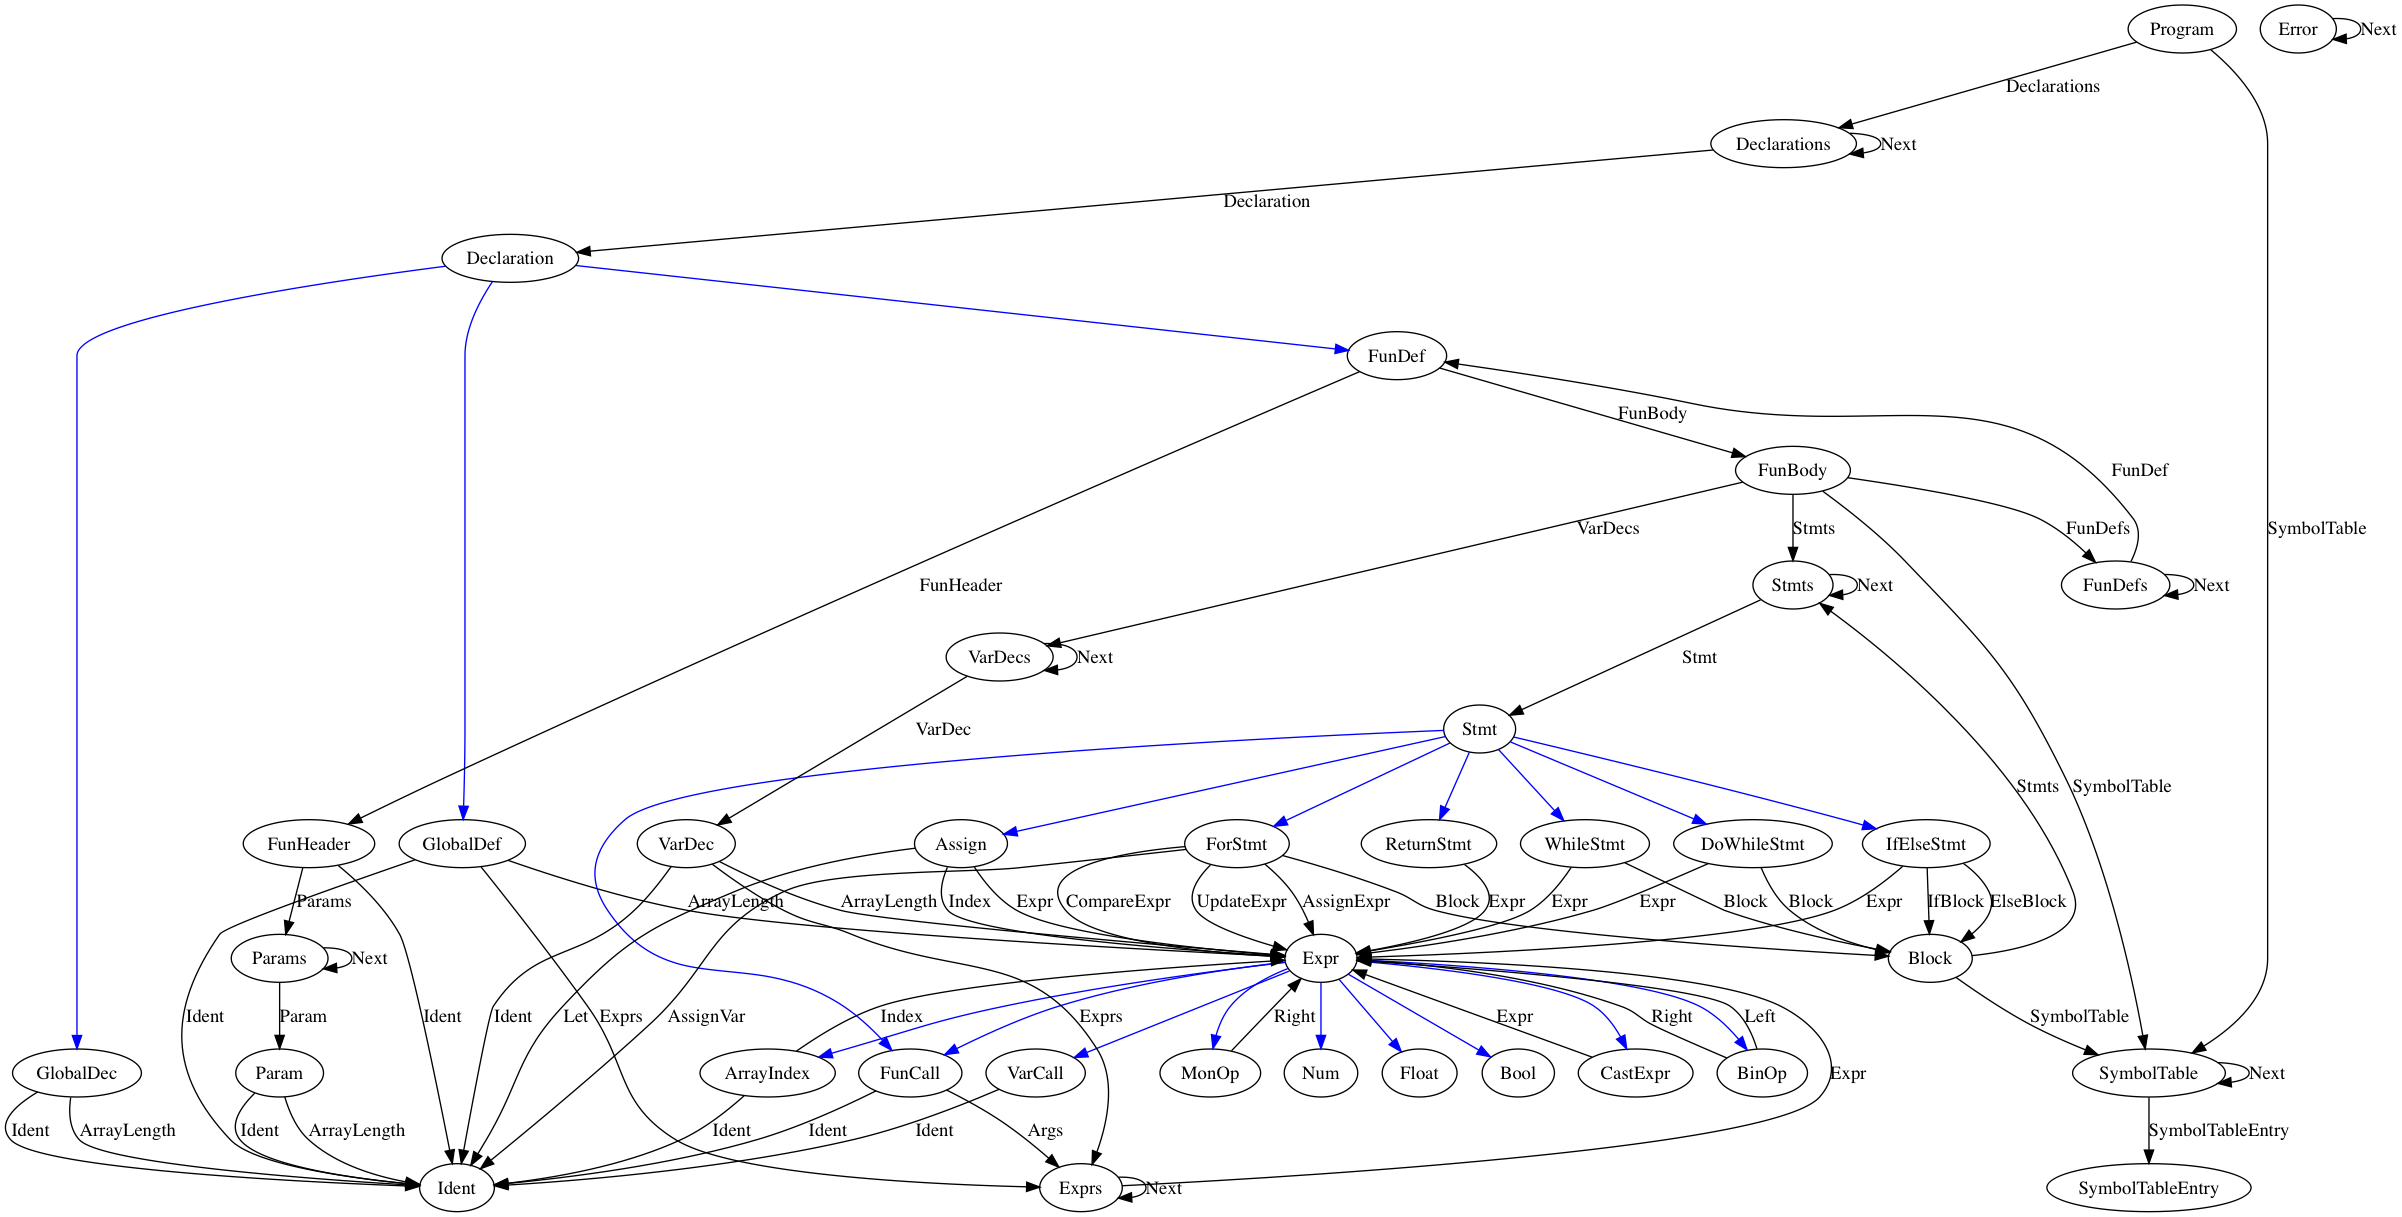 Program
Error
Next
Declarations
Declarations
Next
Declaration
Declaration
FunDef
FunBody
FunBody
FunDef
VarDecs
Stmts
FunDefs
SymbolTable
FunHeader
Stmts
Next
FunDefs
Next
VarDecs
Next
Stmt
VarDec
Stmt
Stmts
SymbolTable
FunHeader
GlobalDef
VarDec
Assign
ForStmt
ReturnStmt
WhileStmt
DoWhileStmt
IfElseStmt
Params
ArrayLength
ArrayLength
Index
Expr
CompareExpr
UpdateExpr
AssignExpr
Block
Expr
Expr
Block
Expr
Block
Expr
IfBlock
ElseBlock
Params
Next
Expr
Block
Ident
Param
Ident
Ident
Let
Exprs
AssignVar
Index
Exprs
Right
Expr
Right
Left
SymbolTable
GlobalDec
Param
ArrayIndex
FunCall
VarCall
MonOp
Num
Float
Bool
CastExpr
BinOp
Expr
SymbolTable
Next
Ident
ArrayLength
Ident
ArrayLength
Ident
Ident
Ident
Args
SymbolTableEntry
Ident
Exprs
Next
SymbolTableEntry